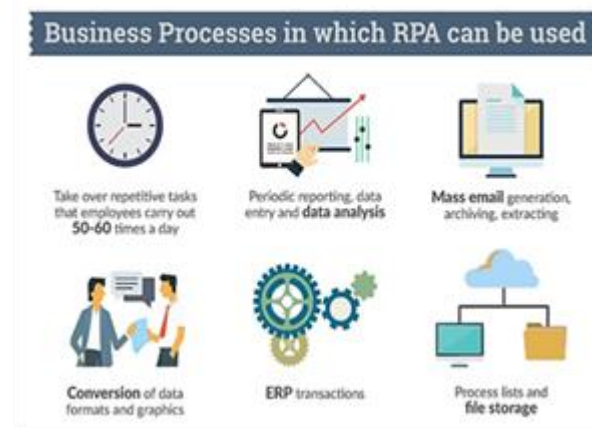 Business Processes in which RPA can be used
Take over repetitive tasks
that employees carry out
50-60 times a day
Periodic reporting, data
entry and data analysis
Mass email generation,
archiving, extracting
Conversion of data
formats and graphics
ERP transactions
Process lists and
file storage